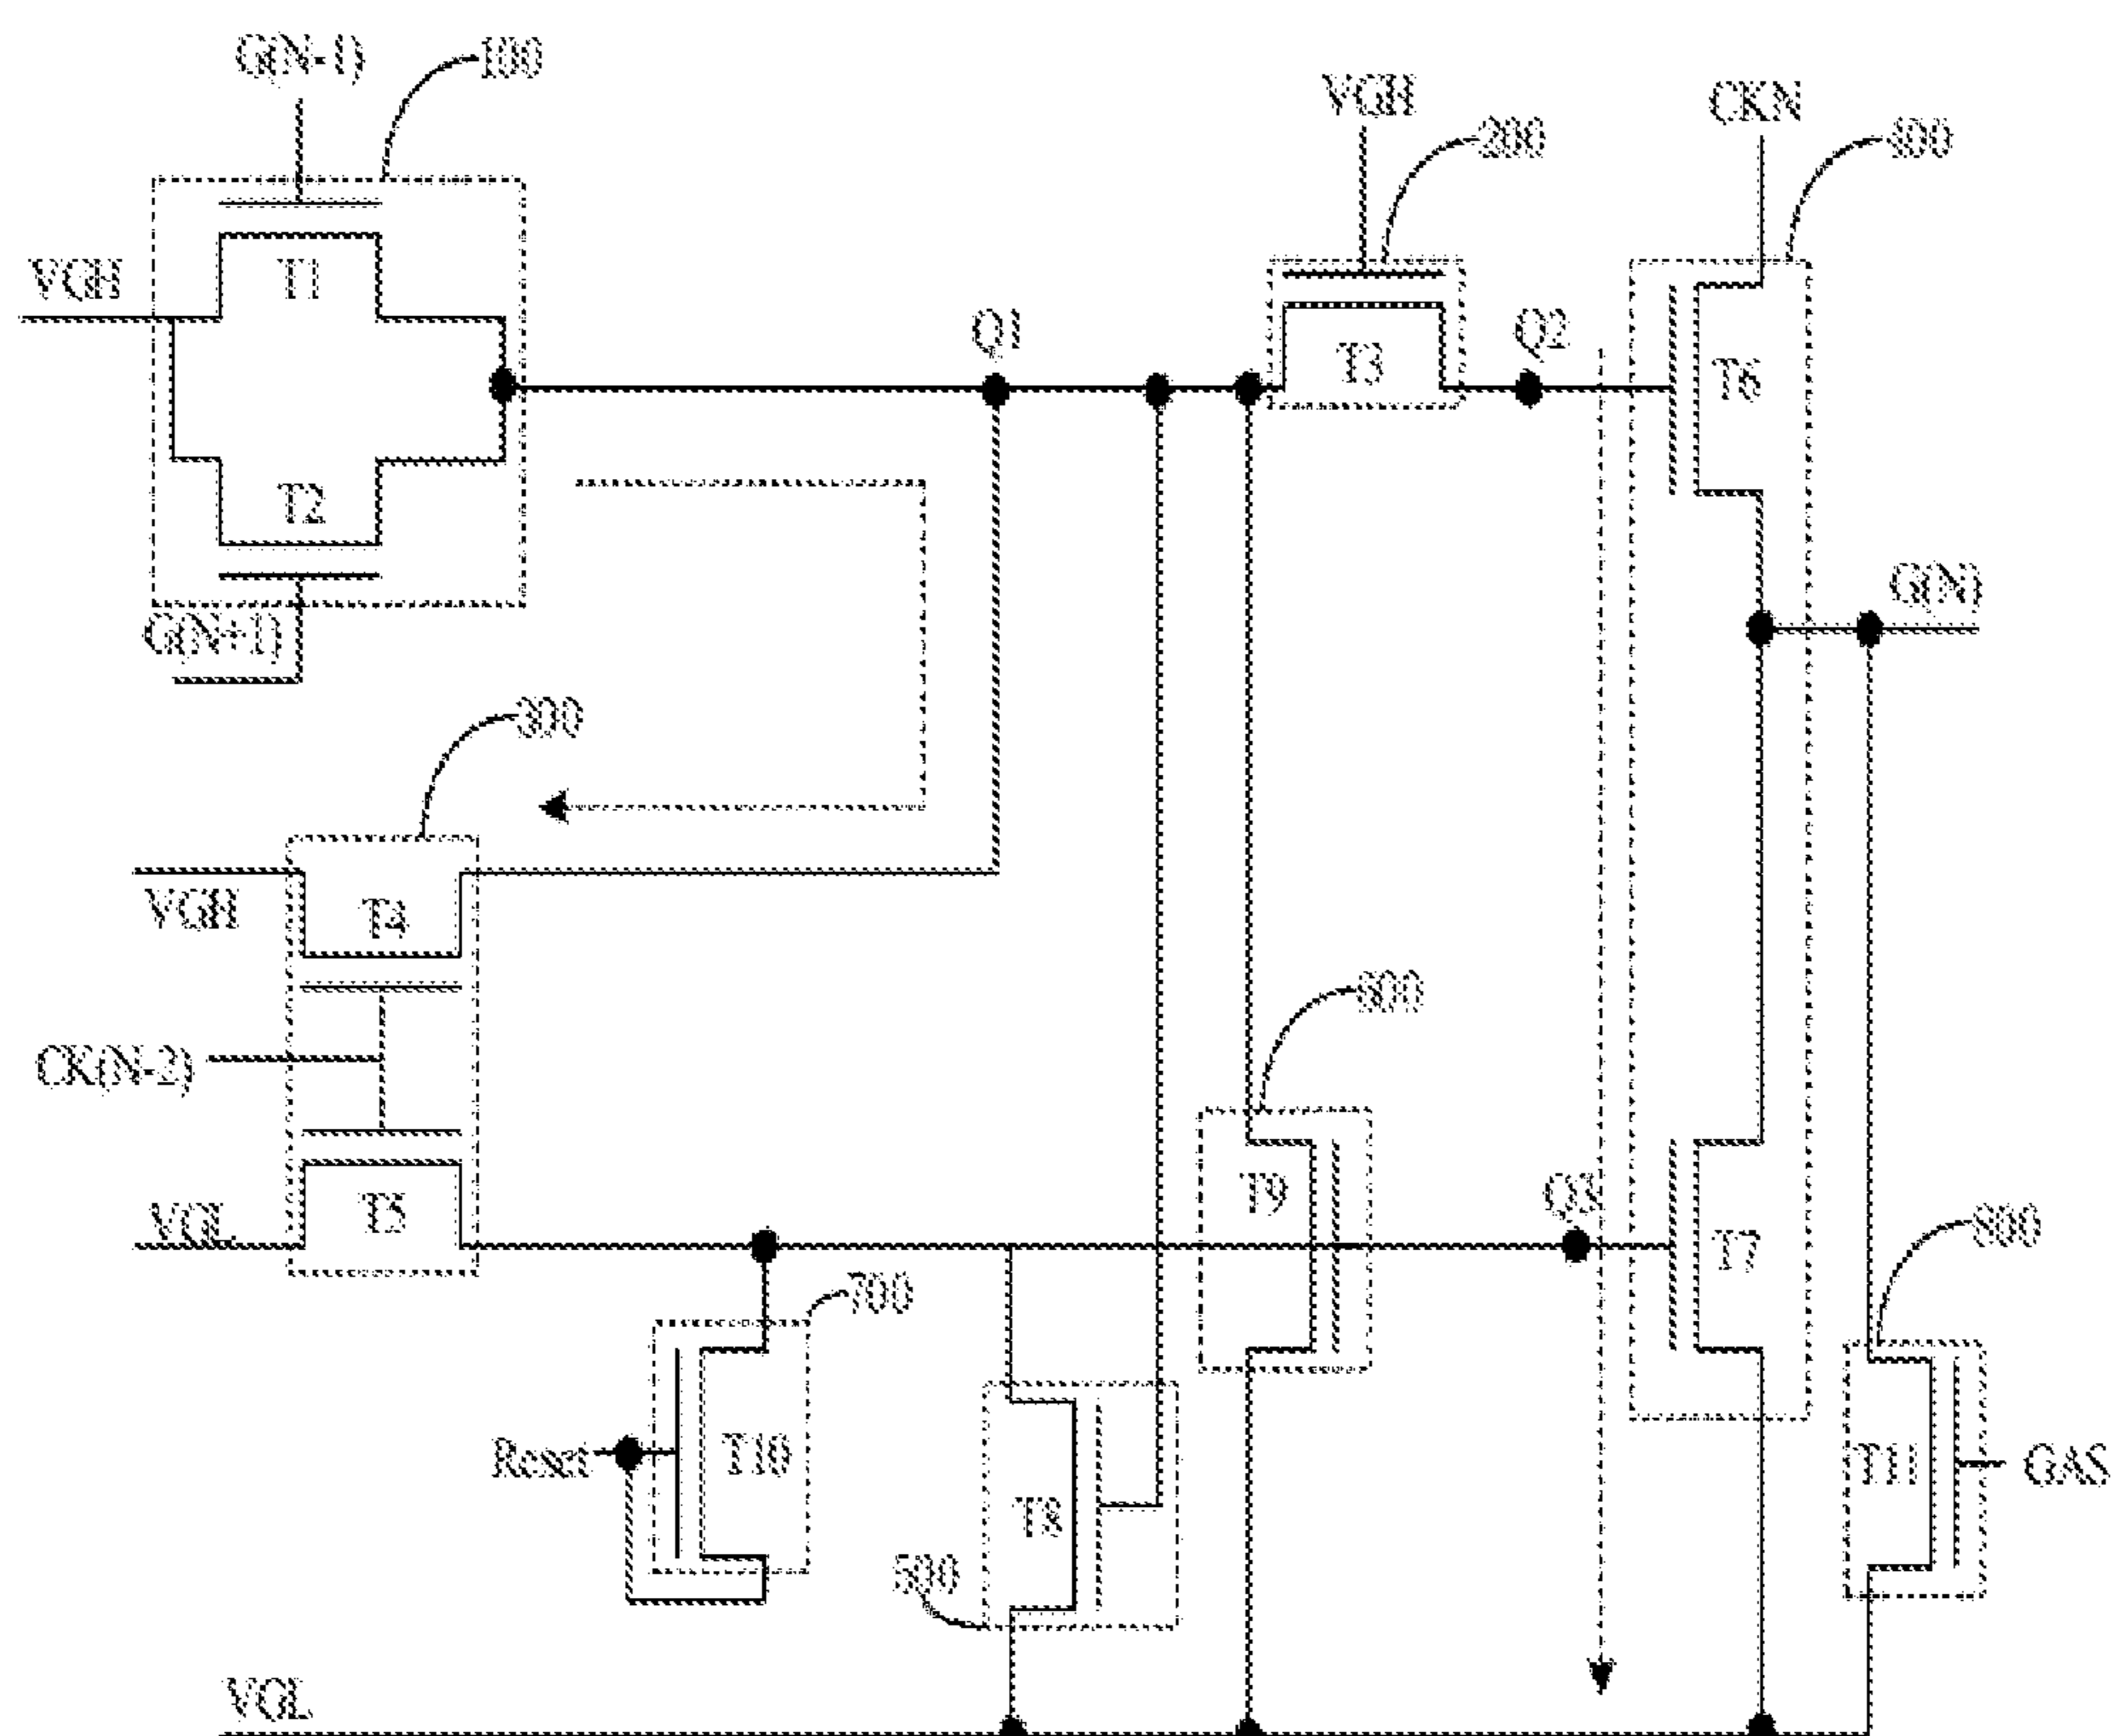 G(N-1)
100
VGH
CKN
200
400
VGH
T1
Q1
Q2
T3
T6
T2
G(N)
G(N+1)
300
VGH
T4
600
CK(N-2)
T9
Q3
VGL
T5
T7
800
700
Reset
T10
T11
GAS
T8
500
VGL